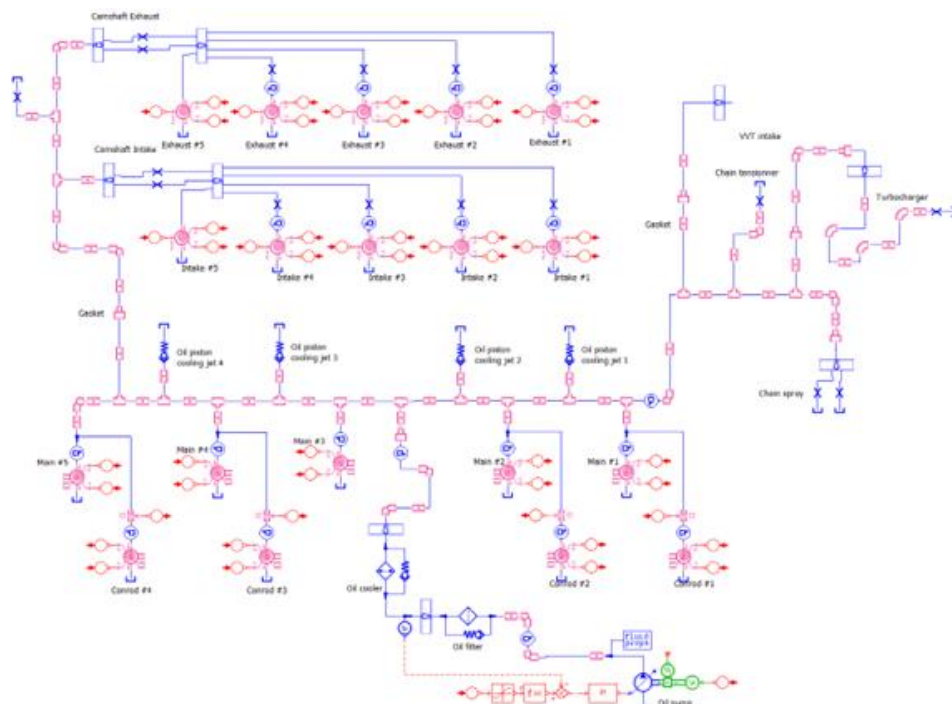 Camshaft Exhaust
Exhaust #5
Exhaust #4
Exhaust #3
Exhaust #2
Exhaust #1
Camshaft Intake
VVT intake
Chain tensionner
Turbocharger
Gasket
Intake #5
Intake #4
Intake #3
Intake #2
Intake #1
Gasket
Oil piston
cooling jet 4
Oil piston
cooling jet 3
Oil piston
cooling jet 2
Oil piston
cooling jet 1
Chain spray
Main #5
Main #4
Main #3
Main #2
Main #1
Conrod #4
Conrod #3
Oil cooler
Conrod #2
Conrod #1
Oil filter
fluid
props
Oil pump